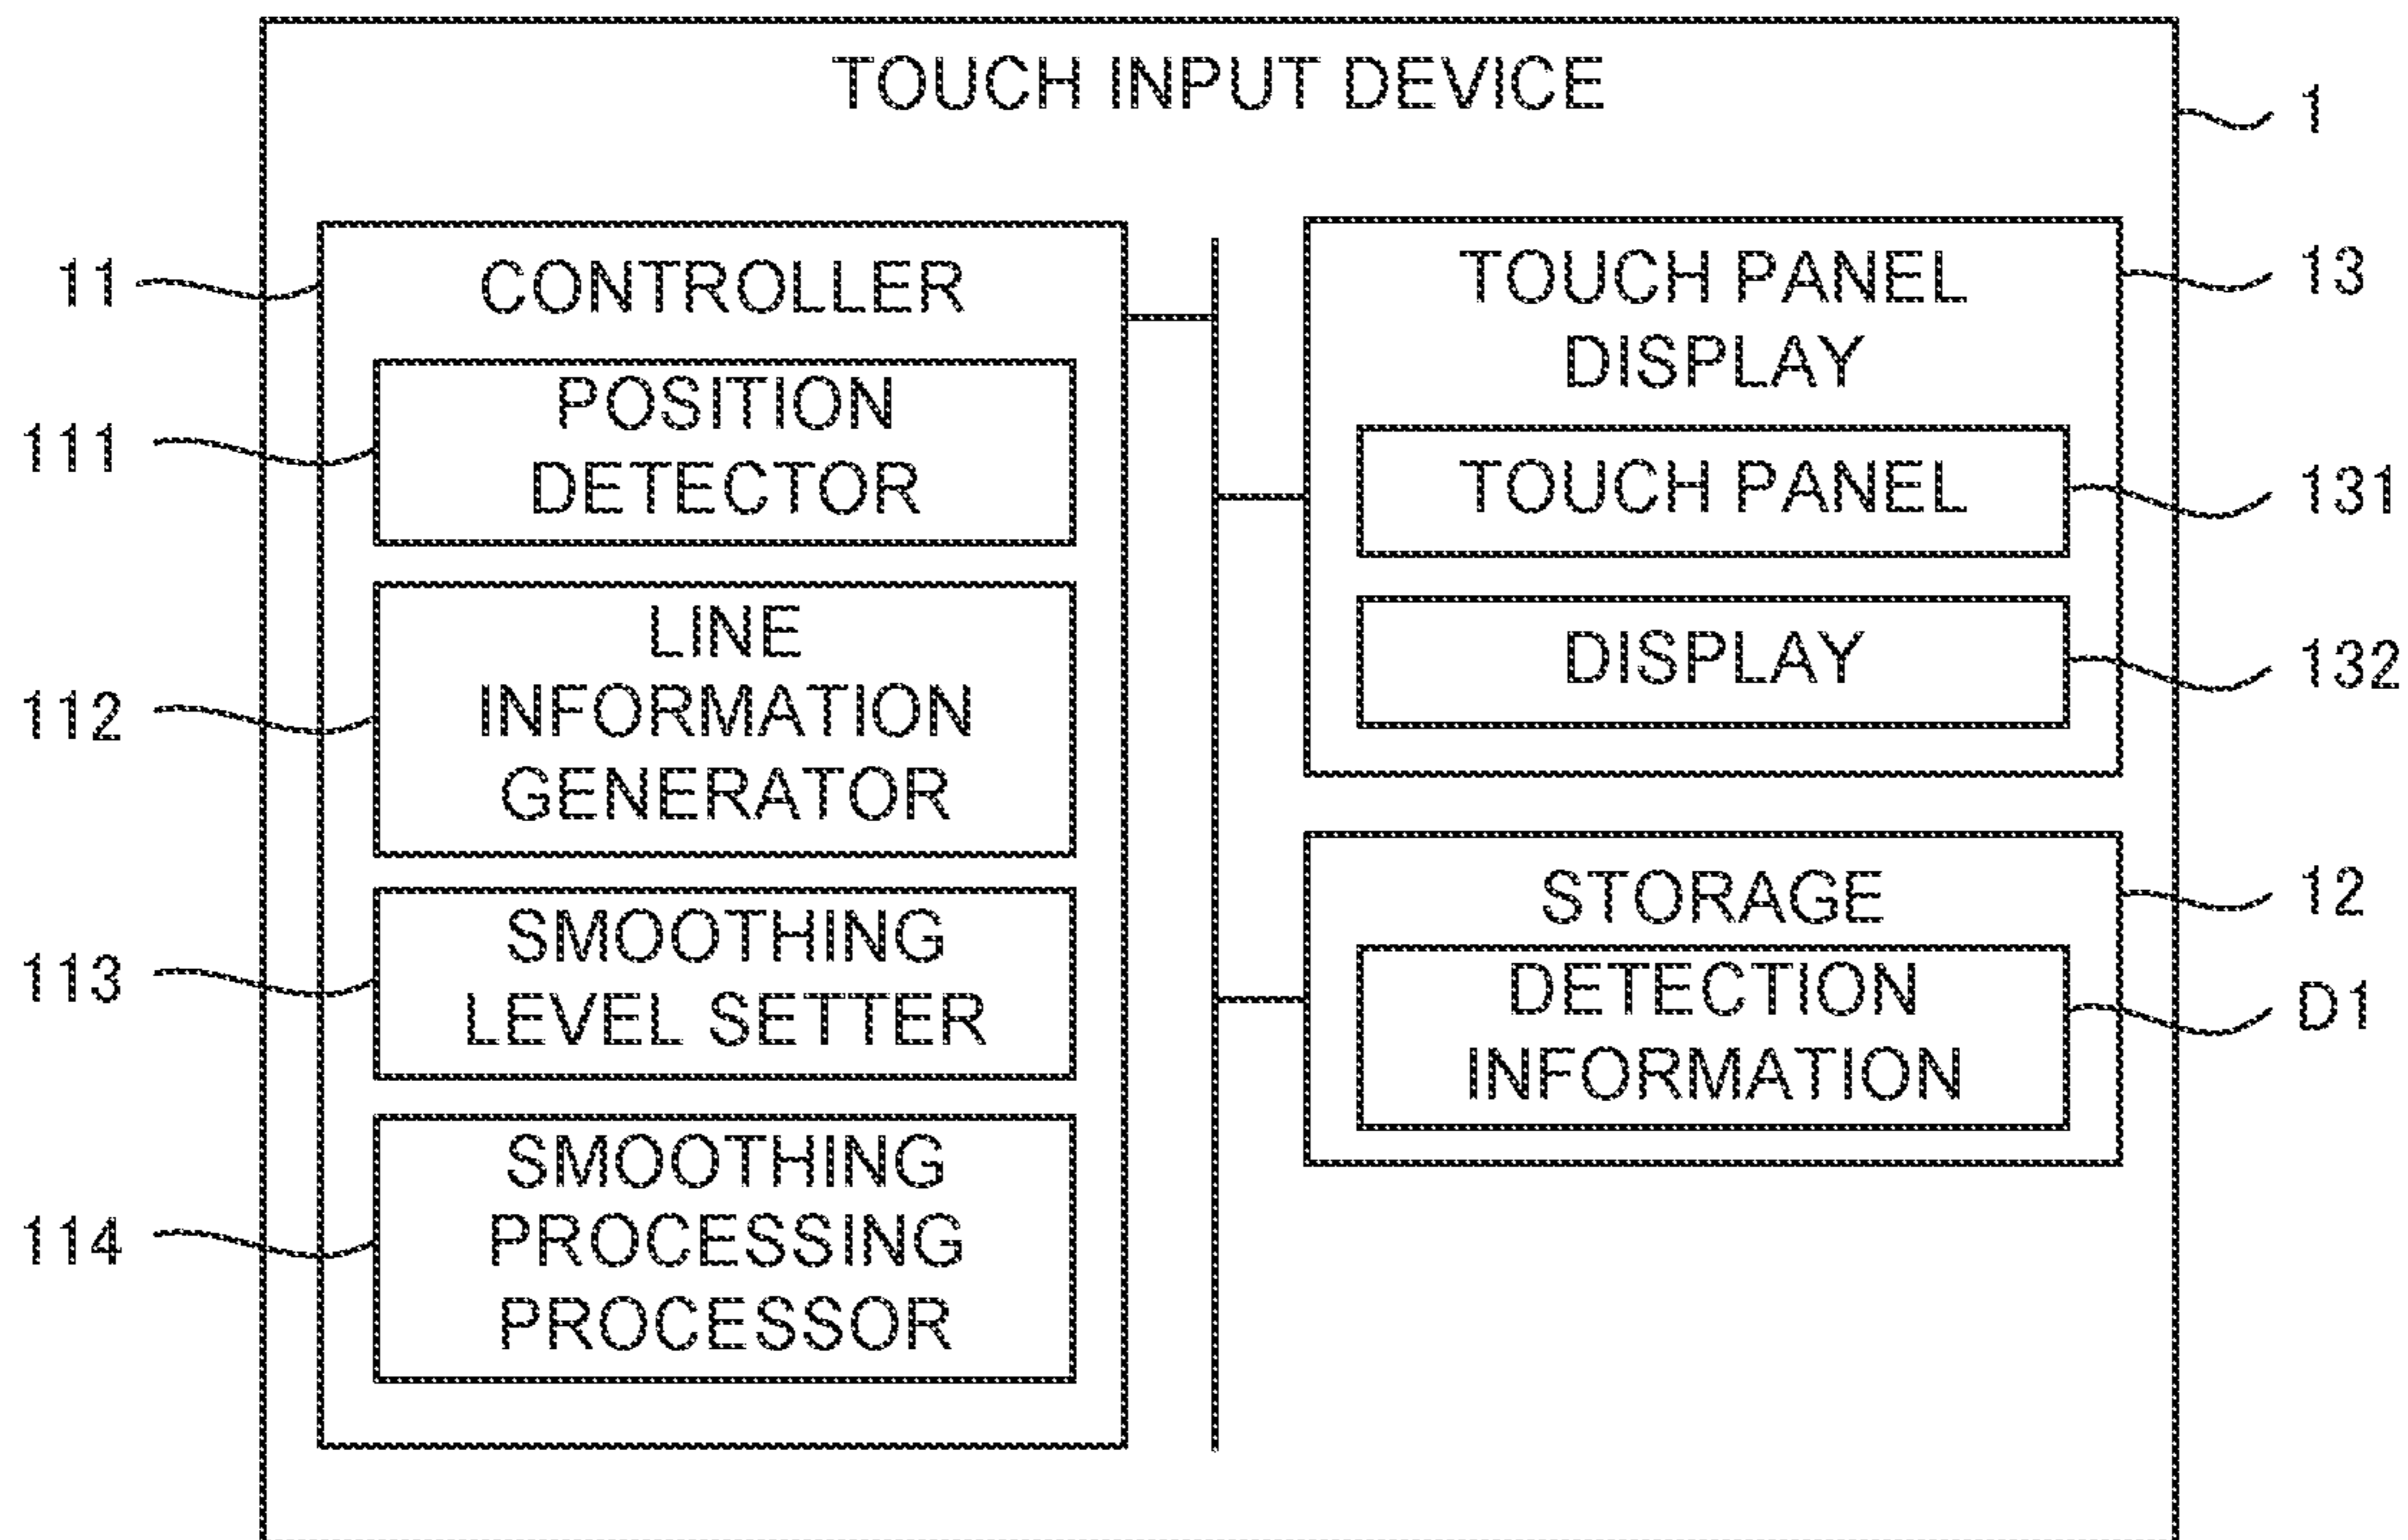 TOUCH INPUT DEVICE
1
11
CONTROLLER
111
POSITION
DETECTOR
112
LINE
INFORMATION
GENERATOR
113
SMOOTHING
LEVEL SETTER
114
SMOOTHING
PROCESSING
PROCESSOR
TOUCH PANEL
DISPLAY
13
TOUCH PANEL
131
DISPLAY
132
STORAGE
12
DETECTION
INFORMATION
D1